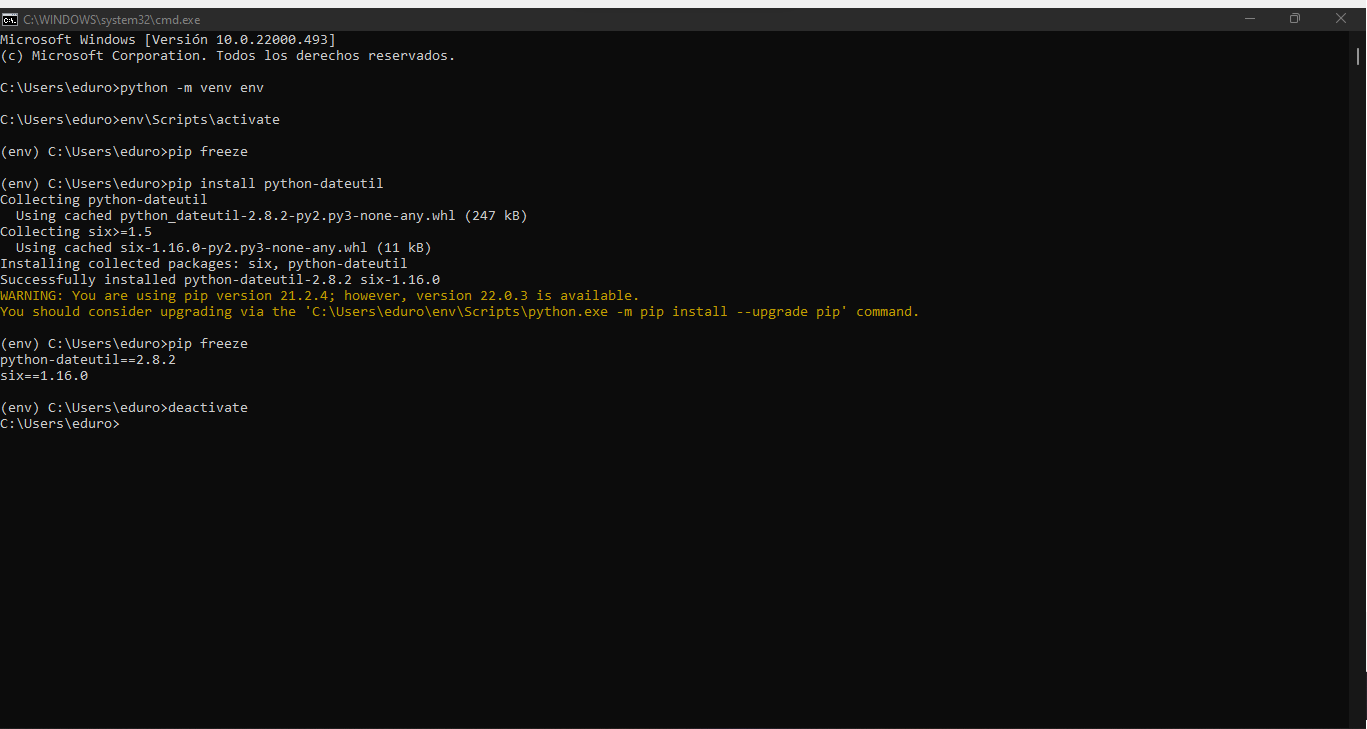 C:\WINDOWS\system32\cmd.exe
Microsoft Windows [Versión 10.0.22000.493]
(c) Microsoft Corporation. Todos los derechos reservados.
C:\Users\eduro>python -m venv env
C:\Users\eduro>env\Scripts\activate
(env) C:\Users\eduro>pip freeze
(env) C:\Users\eduro>pip install python-dateutil
Collecting python-dateutil
  Using cached python_dateutil-2.8.2-py2.py3-none-any.whl (247 kB)
Collecting six>=1.5
  Using cached six-1.16.0-py2.py3-none-any.whl (11 kB)
Installing collected packages: six, python-dateutil
Successfully installed python-dateutil-2.8.2 six-1.16.0
WARNING: You are using pip version 21.2.4; however, version 22.0.3 is available.
You should consider upgrading via the 'C:\Users\eduro\env\Scripts\python.exe -m pip install --upgrade pip' command.
(env) C:\Users\eduro>pip freeze
python-dateutil==2.8.2
six==1.16.0
(env) C:\Users\eduro>deactivate
C:\Users\eduro>